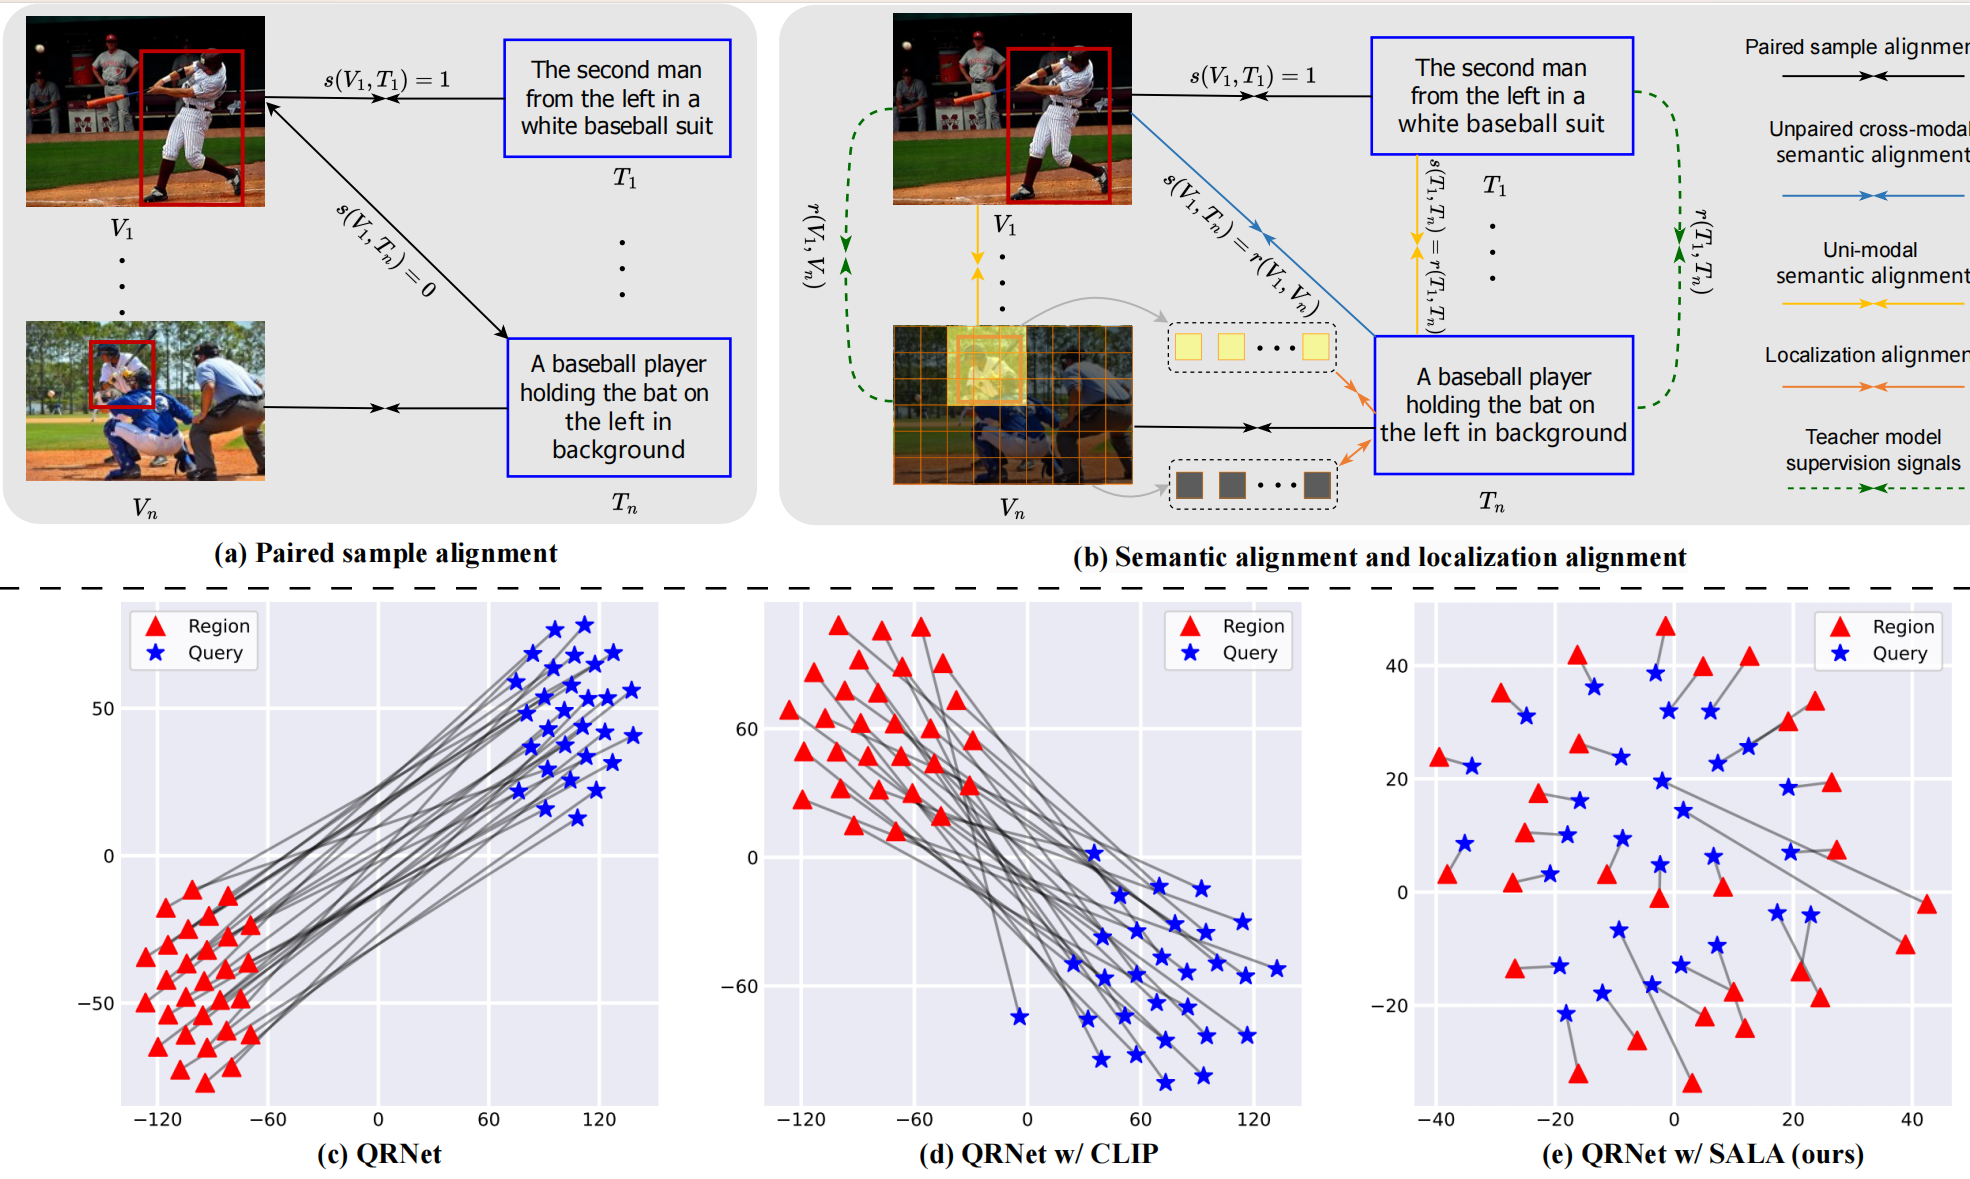 s(V₁, T₁) = 1
The second man
from the left in a
white baseball suit
T₁
V₁
s(V₁, Tₙ) = 0
A baseball player
holding the bat on
the left in
background
Vₙ
Tₙ
(a) Paired sample alignment
s(V₁, T₁) = 1
The second man
from the left in a
white baseball suit
T₁
V₁
r(V₁, Vₙ)
s(V₁, Tₙ) = r(V₁, Vₙ)
s(T₁, Tₙ) = r(T₁, Tₙ)
r(T₁, Tₙ)
A baseball player
holding the bat on
the left in background
Vₙ
Tₙ
Paired sample alignmen
Unpaired cross-modal
semantic alignment
Uni-modal
semantic alignment
Localization alignmen
Teacher model
supervision signals
(b) Semantic alignment and localization alignment
Region
Query
50
0
−50
−120 −60 0 60 120
(c) QRNet
Region
Query
60
0
−60
−120 −60 0 60 120
(d) QRNet w/ CLIP
Region
Query
40
20
0
−20
−40 −20 0 20 40
(e) QRNet w/ SALA (ours)